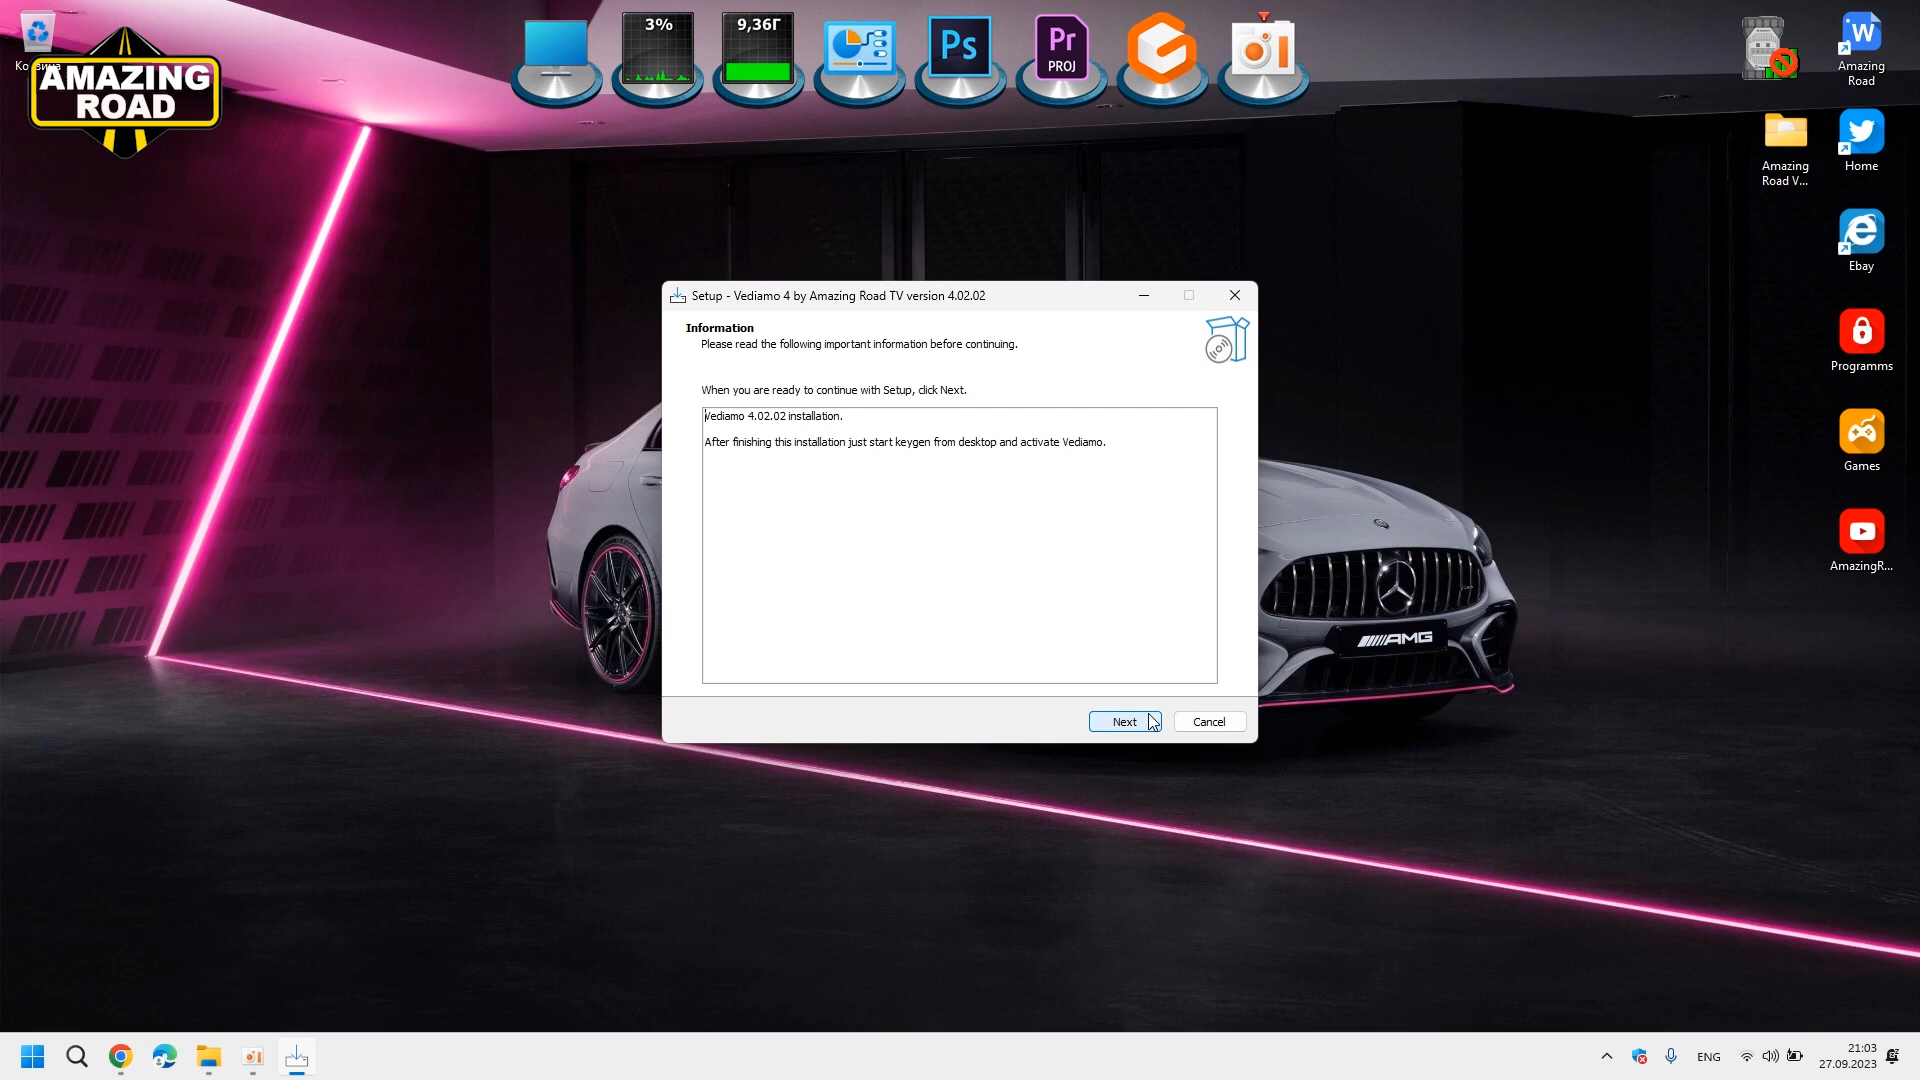 Ко
AMAZING
ROAD
3%
9,36Г
Ps
Pr
PROJ
W
Amazing
Road
Amazing
Road V...
Home
Ebay
Programms
Games
AmazingR...
Setup - Vediamo 4 by Amazing Road TV version 4.02.02
Information
Please read the following important information before continuing.
When you are ready to continue with Setup, click Next.
Vediamo 4.02.02 installation.
After finishing this installation just start keygen from desktop and activate Vediamo.
Next
Cancel
AMG
ENG
21:03
27.09.2023